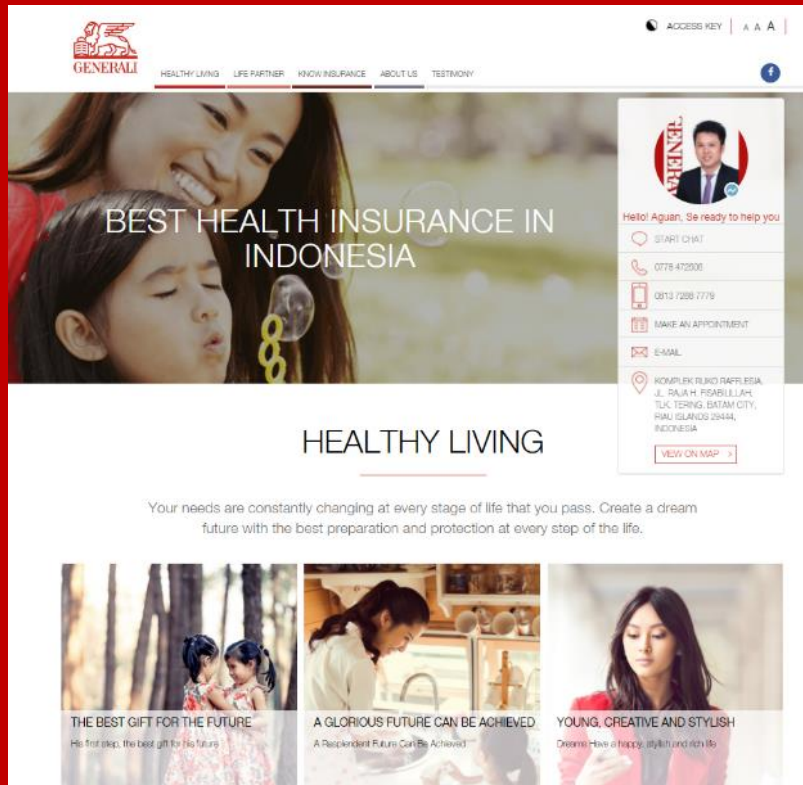 ACCESS KEY A A A
GENERALI
HEALTHY LIVING LIFE PARTNER KNOW INSURANCE ABOUT US TESTIMONY
f
GENERA
BEST HEALTH INSURANCE IN
INDONESIA
Hello! Aguan, Se ready to help you
START CHAT
0778 472606
0813 7288 7779
MAKE AN APPOINTMENT
E-MAIL
KOMPLEK RUKO RAFFLESIA,
JL. RAJA H. FISABILILLAH,
TLK. TERING, BATAM CITY,
RIAU ISLANDS 29444,
INDONESIA
VIEW ON MAP >
HEALTHY LIVING
Your needs are constantly changing at every stage of life that you pass. Create a dream
future with the best preparation and protection at every step of the life.
THE BEST GIFT FOR THE FUTURE
His first step, the best gift for his future
A GLORIOUS FUTURE CAN BE ACHIEVED
A Resplendent Future Can Be Achieved
YOUNG, CREATIVE AND STYLISH
Dreams Have a happy, stylish and rich life